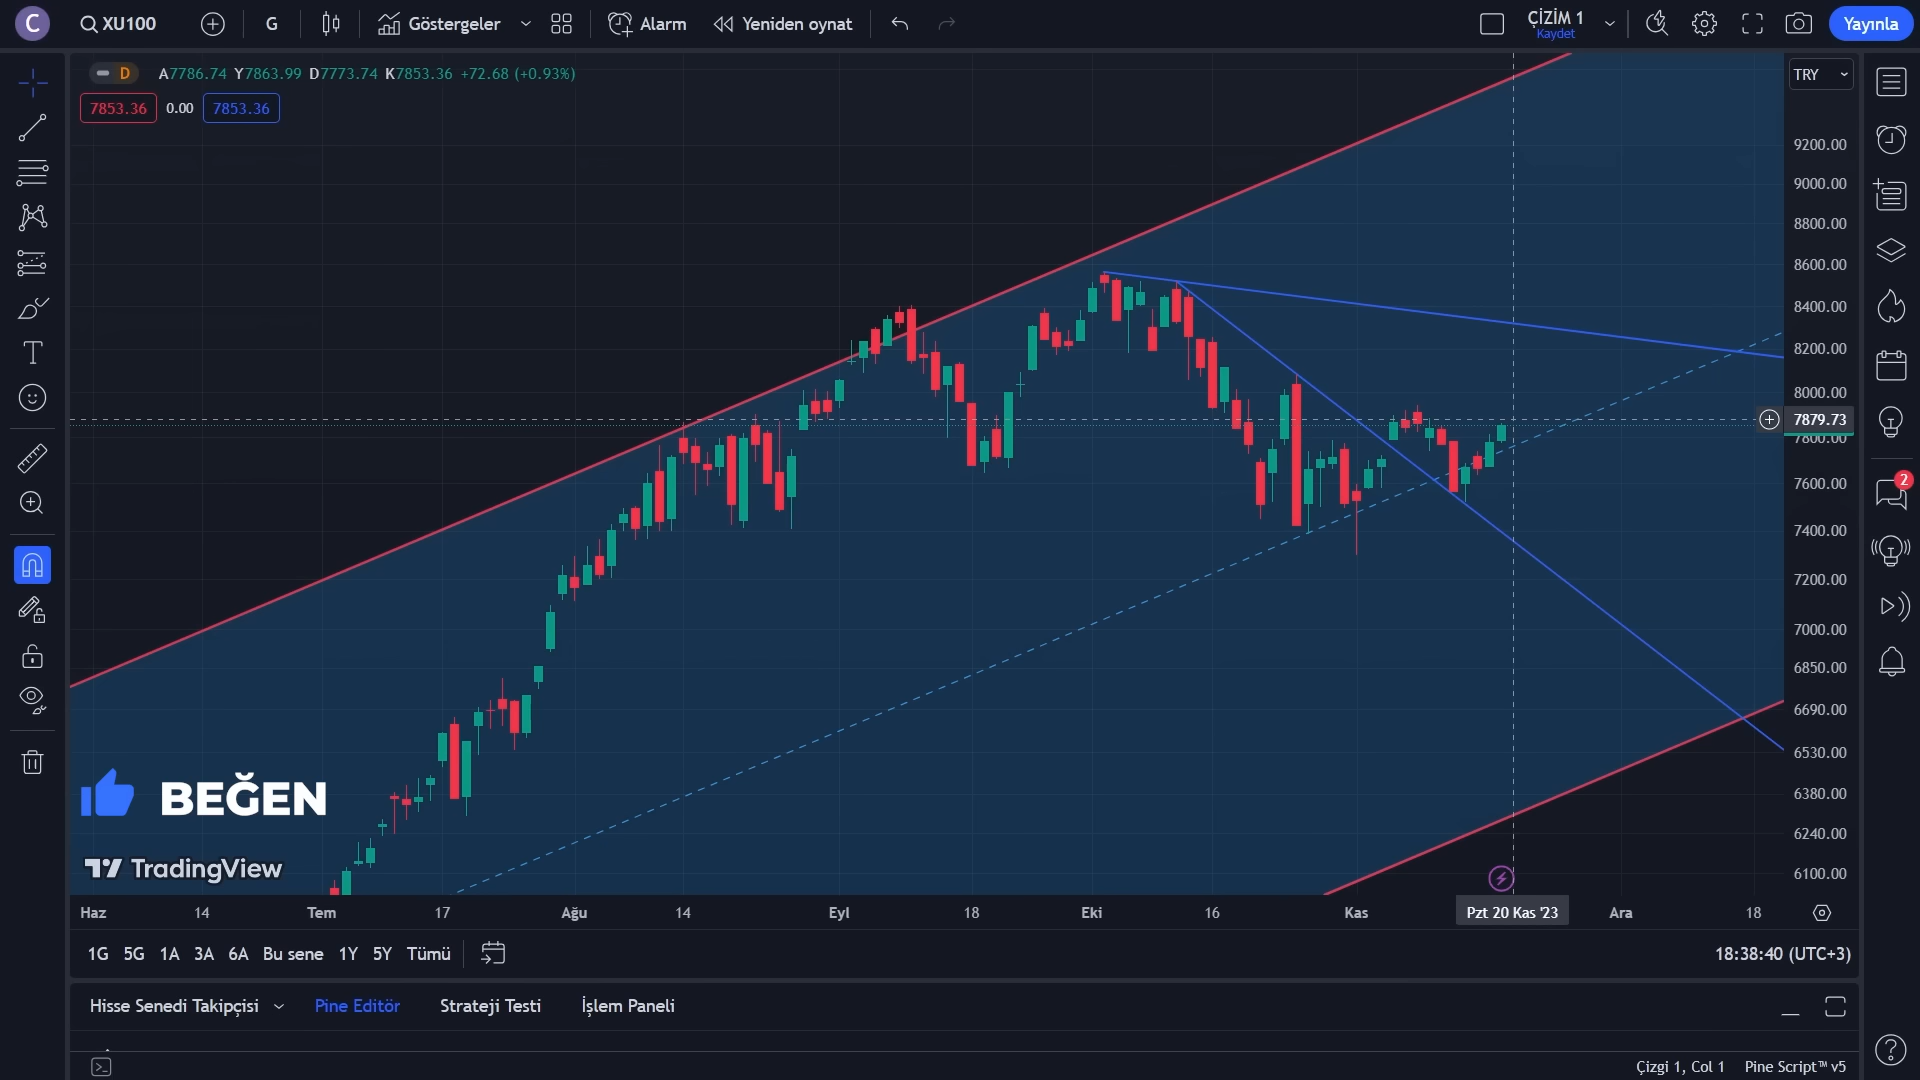 C
XU100
G
Göstergeler
Alarm
Yeniden oynat
ÇİZİM 1
Kaydet
Yayınla
D
A7786.74 Y7863.99 D7773.74 K7853.36 +72.68 (+0.93%)
7853.36 0.00 7853.36
TRY
9200.00
9000.00
8800.00
8600.00
8400.00
8200.00
8000.00
7879.73
7800.00
7600.00
7400.00
7200.00
7000.00
6850.00
6690.00
6530.00
6380.00
6240.00
6100.00
2
BEĞEN
TradingView
Haz 14 Tem 17 Ağu 14 Eyl 18 Eki 16 Kas Pzt 20 Kas '23 Ara 18
1G 5G 1A 3A 6A Bu sene 1Y 5Y Tümü
18:38:40 (UTC+3)
Hisse Senedi Takipçisi Pine Editör Strateji Testi İşlem Paneli
Çizgi 1, Col 1 Pine Script™ v5